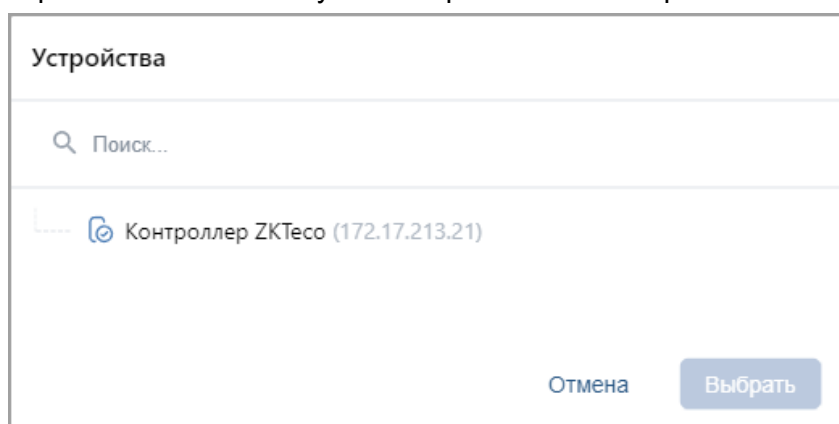 Устройства
Поиск...
Контроллер ZKTeco (172.17.213.21)
Отмена Выбрать